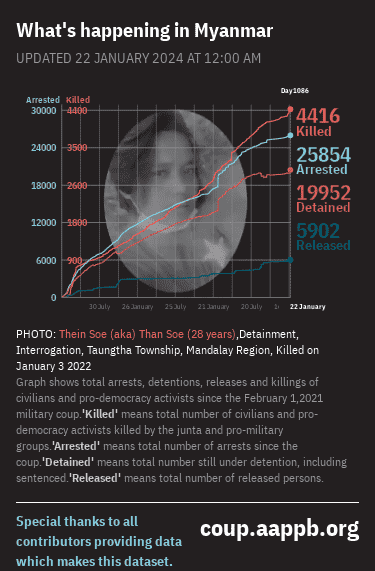 What's happening in Myanmar
UPDATED 22 JANUARY 2024 AT 12:00 AM
Day1086
Arrested Killed
30000 4400
24000 3500
18000 2600
12000 1800
6000 900
0
4416
Killed
25854
Arrested
19952
Detained
5902
Released
30 July 26 January 25 July 21 January 20 July 22 January
PHOTO: Thein Soe (aka) Than Soe (28 years),Detainment,
Interrogation, Taungtha Township, Mandalay Region, Killed on
January 3 2022
Graph shows total arrests, detentions, releases and killings of
civilians and pro-democracy activists since the February 1,2021
military coup.'Killed' means total number of civilians and pro-
democracy activists killed by the junta and pro-military
groups.'Arrested' means total number of arrests since the
coup.'Detained' means total number still under detention, including
sentenced.'Released' means total number of released persons.
Special thanks to all
contributors providing data
which makes this dataset.
coup.aappb.org